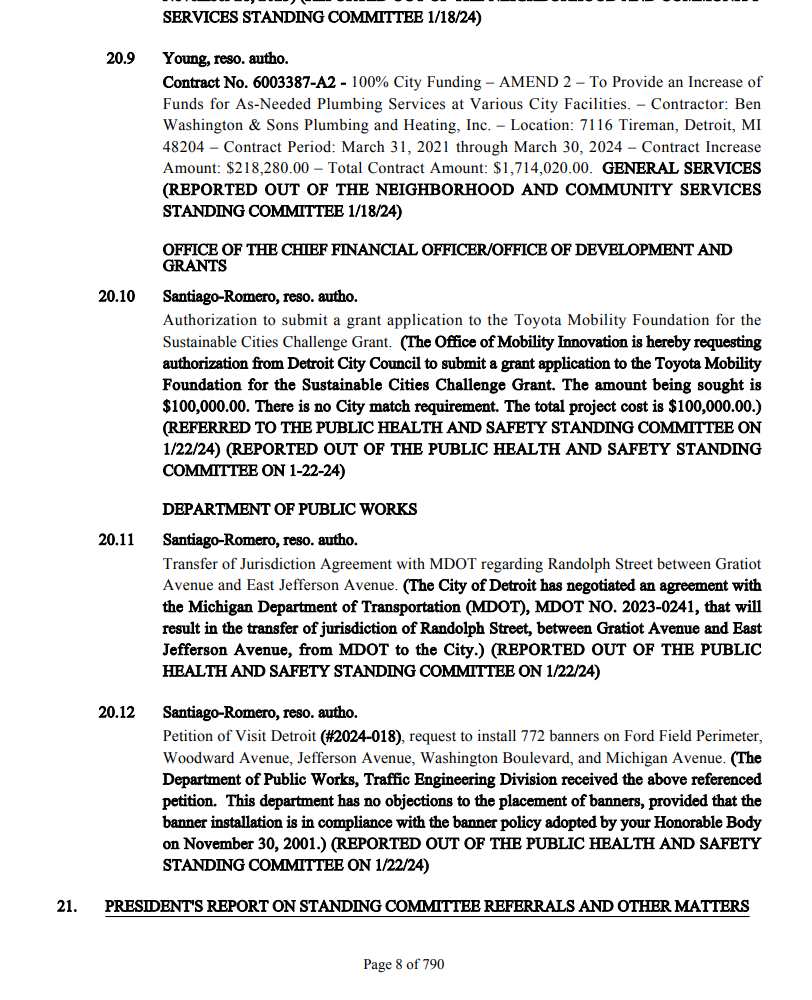 SERVICES STANDING COMMITTEE 1/18/24)
20.9 Young, reso. autho.
Contract No. 6003387-A2 - 100% City Funding – AMEND 2 – To Provide an Increase of
Funds for As-Needed Plumbing Services at Various City Facilities. – Contractor: Ben
Washington & Sons Plumbing and Heating, Inc. – Location: 7116 Tireman, Detroit, MI
48204 – Contract Period: March 31, 2021 through March 30, 2024 – Contract Increase
Amount: $218,280.00 – Total Contract Amount: $1,714,020.00. GENERAL SERVICES
(REPORTED OUT OF THE NEIGHBORHOOD AND COMMUNITY SERVICES
STANDING COMMITTEE 1/18/24)
OFFICE OF THE CHIEF FINANCIAL OFFICER/OFFICE OF DEVELOPMENT AND
GRANTS
20.10 Santiago-Romero, reso. autho.
Authorization to submit a grant application to the Toyota Mobility Foundation for the
Sustainable Cities Challenge Grant. (The Office of Mobility Innovation is hereby requesting
authorization from Detroit City Council to submit a grant application to the Toyota Mobility
Foundation for the Sustainable Cities Challenge Grant. The amount being sought is
$100,000.00. There is no City match requirement. The total project cost is $100,000.00.)
(REFERRED TO THE PUBLIC HEALTH AND SAFETY STANDING COMMITTEE ON
1/22/24) (REPORTED OUT OF THE PUBLIC HEALTH AND SAFETY STANDING
COMMITTEE ON 1-22-24)
DEPARTMENT OF PUBLIC WORKS
20.11 Santiago-Romero, reso. autho.
Transfer of Jurisdiction Agreement with MDOT regarding Randolph Street between Gratiot
Avenue and East Jefferson Avenue. (The City of Detroit has negotiated an agreement with
the Michigan Department of Transportation (MDOT), MDOT NO. 2023-0241, that will
result in the transfer of jurisdiction of Randolph Street, between Gratiot Avenue and East
Jefferson Avenue, from MDOT to the City.) (REPORTED OUT OF THE PUBLIC
HEALTH AND SAFETY STANDING COMMITTEE ON 1/22/24)
20.12 Santiago-Romero, reso. autho.
Petition of Visit Detroit (#2024-018), request to install 772 banners on Ford Field Perimeter,
Woodward Avenue, Jefferson Avenue, Washington Boulevard, and Michigan Avenue. (The
Department of Public Works, Traffic Engineering Division received the above referenced
petition. This department has no objections to the placement of banners, provided that the
banner installation is in compliance with the banner policy adopted by your Honorable Body
on November 30, 2001.) (REPORTED OUT OF THE PUBLIC HEALTH AND SAFETY
STANDING COMMITTEE ON 1/22/24)
21. PRESIDENT'S REPORT ON STANDING COMMITTEE REFERRALS AND OTHER MATTERS
Page 8 of 790